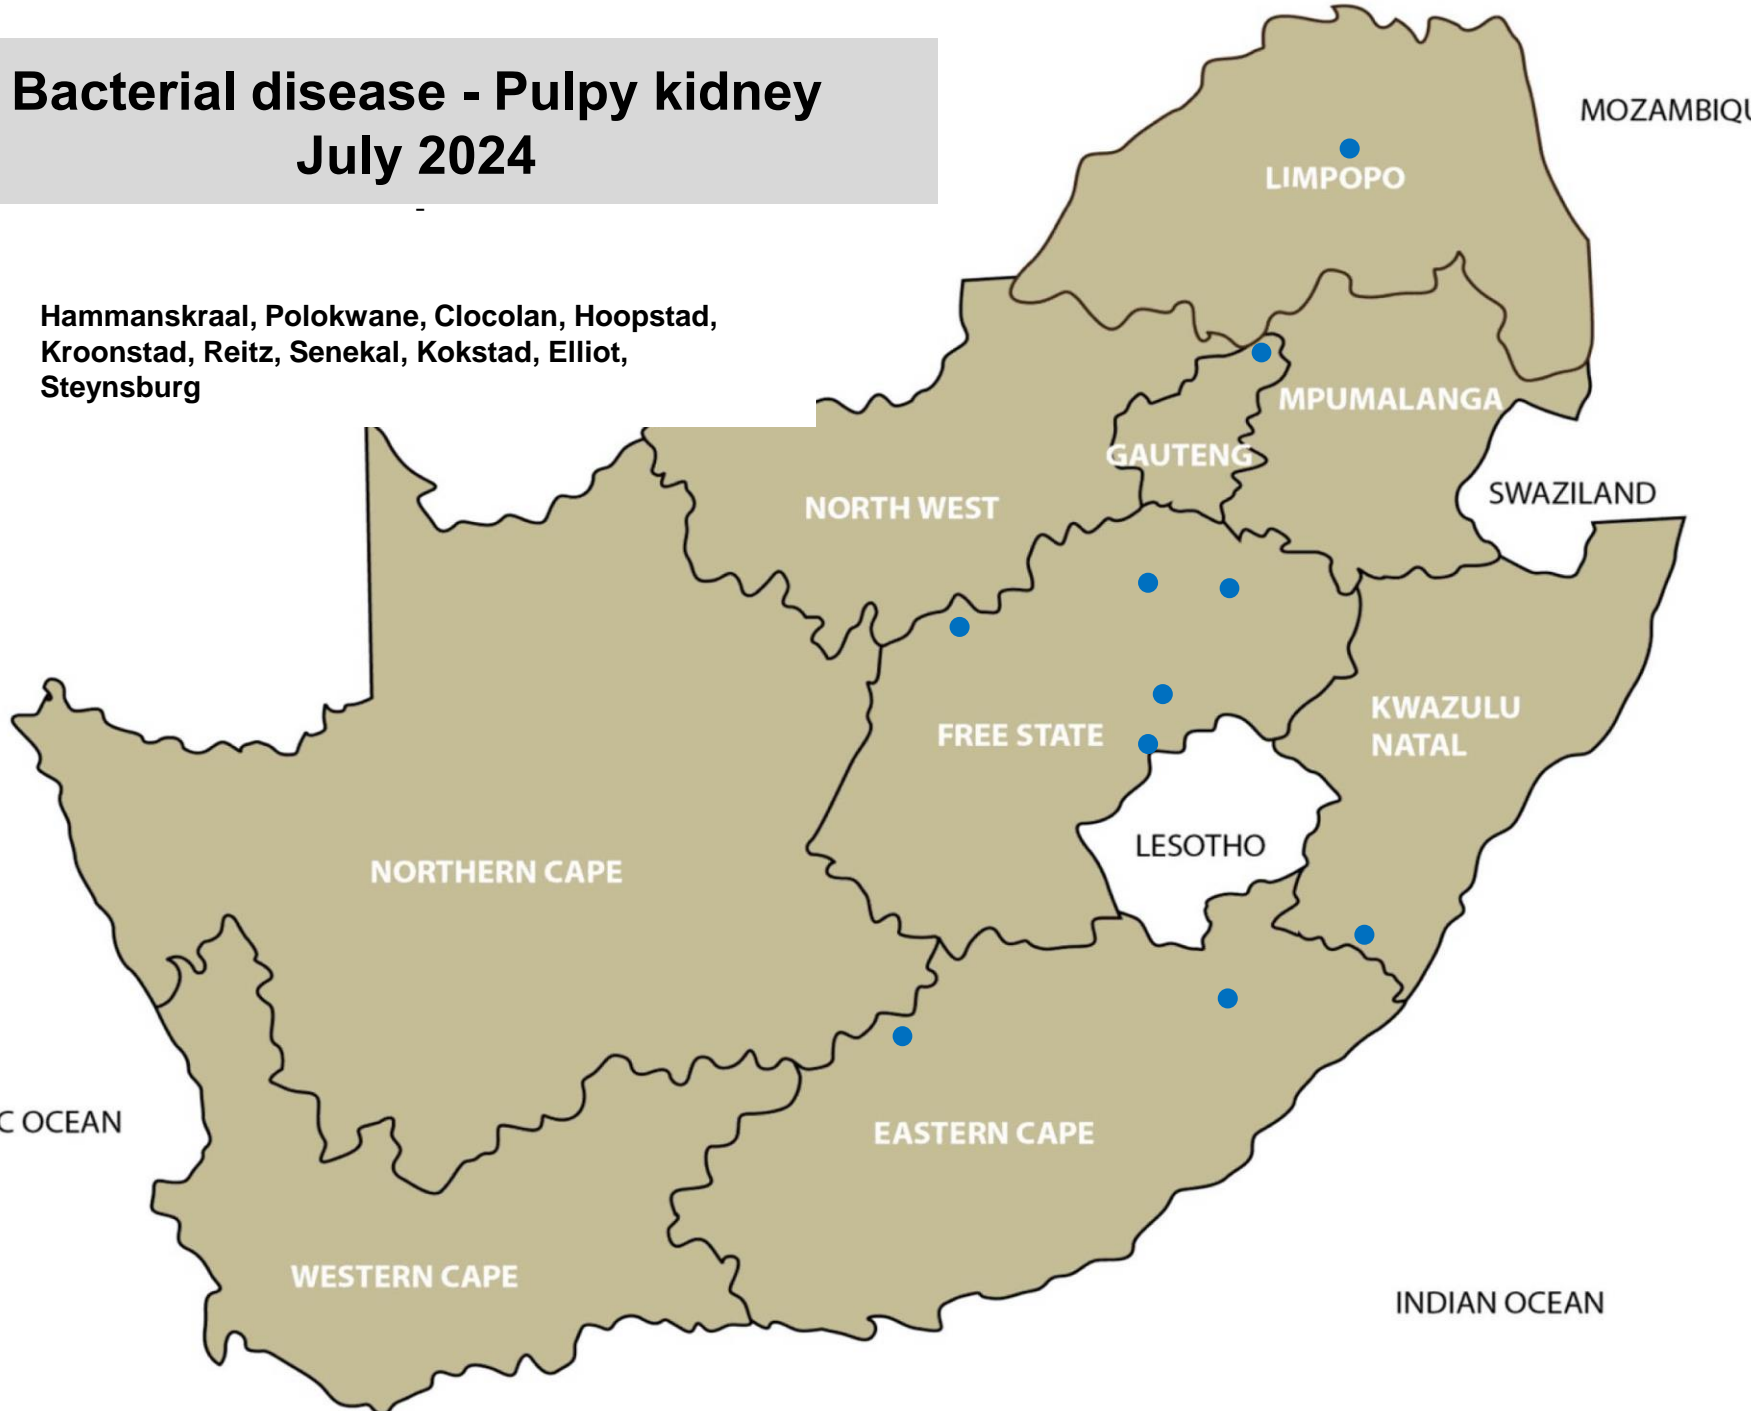 Bacterial disease - Pulpy kidney
July 2024
-
Hammanskraal, Polokwane, Clocolan, Hoopstad,
Kroonstad, Reitz, Senekal, Kokstad, Elliot,
Steynsburg
MOZAMBIQU
LIMPOPO
MPUMALANGA
GAUTENG
SWAZILAND
NORTH WEST
KWAZULU
NATAL
FREE STATE
LESOTHO
NORTHERN CAPE
C OCEAN
EASTERN CAPE
WESTERN CAPE
INDIAN OCEAN